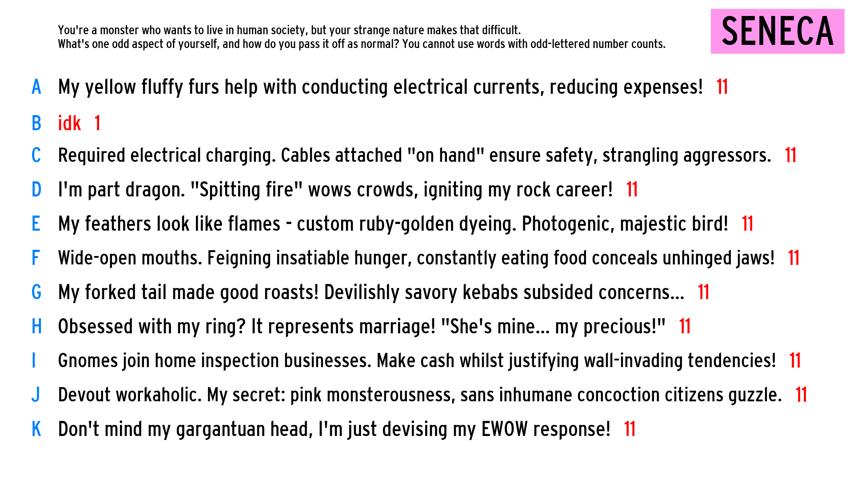 You're a monster who wants to live in human society, but your strange nature makes that difficult.
What's one odd aspect of yourself, and how do you pass it off as normal? You cannot use words with odd-lettered number counts.
SENECA
A My yellow fluffy furs help with conducting electrical currents, reducing expenses! 11
B idk 1
C Required electrical charging. Cables attached "on hand" ensure safety, strangling aggressors. 11
D I'm part dragon. "Spitting fire" wows crowds, igniting my rock career! 11
E My feathers look like flames - custom ruby-golden dyeing. Photogenic, majestic bird! 11
F Wide-open mouths. Feigning insatiable hunger, constantly eating food conceals unhinged jaws! 11
G My forked tail made good roasts! Devilishly savory kebabs subsided concerns... 11
H Obsessed with my ring? It represents marriage! "She's mine... my precious!" 11
I Gnomes join home inspection businesses. Make cash whilst justifying wall-invading tendencies! 11
J Devout workaholic. My secret: pink monsterousness, sans inhumane concoction citizens guzzle. 11
K Don't mind my gargantuan head, I'm just devising my EWOW response! 11